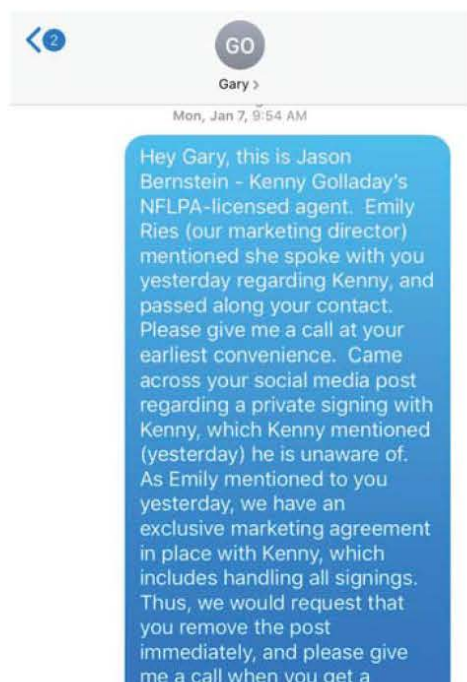 2
GO
Gary >
Mon, Jan 7, 9:54 AM
Hey Gary, this is Jason
Bernstein - Kenny Golladay's
NFLPA-licensed agent. Emily
Ries (our marketing director)
mentioned she spoke with you
yesterday regarding Kenny, and
passed along your contact.
Please give me a call at your
earliest convenience. Came
across your social media post
regarding a private signing with
Kenny, which Kenny mentioned
(yesterday) he is unaware of.
As Emily mentioned to you
yesterday, we have an
exclusive marketing agreement
in place with Kenny, which
includes handling all signings.
Thus, we would request that
you remove the post
immediately, and please give
me a call when you get a